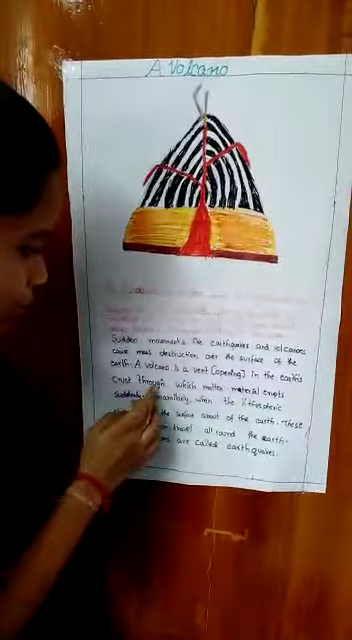 A Volcano
Sudden movements like earthquakes and volcanoes
cause mass destruction over the surface of the
earth. A volcano is a vent [opening] in the earth's
crust through which molten material erupts
Suddenly. when the lithospheric
the surface about of the earth. These
travel all round the earth.
are called earthquakes.